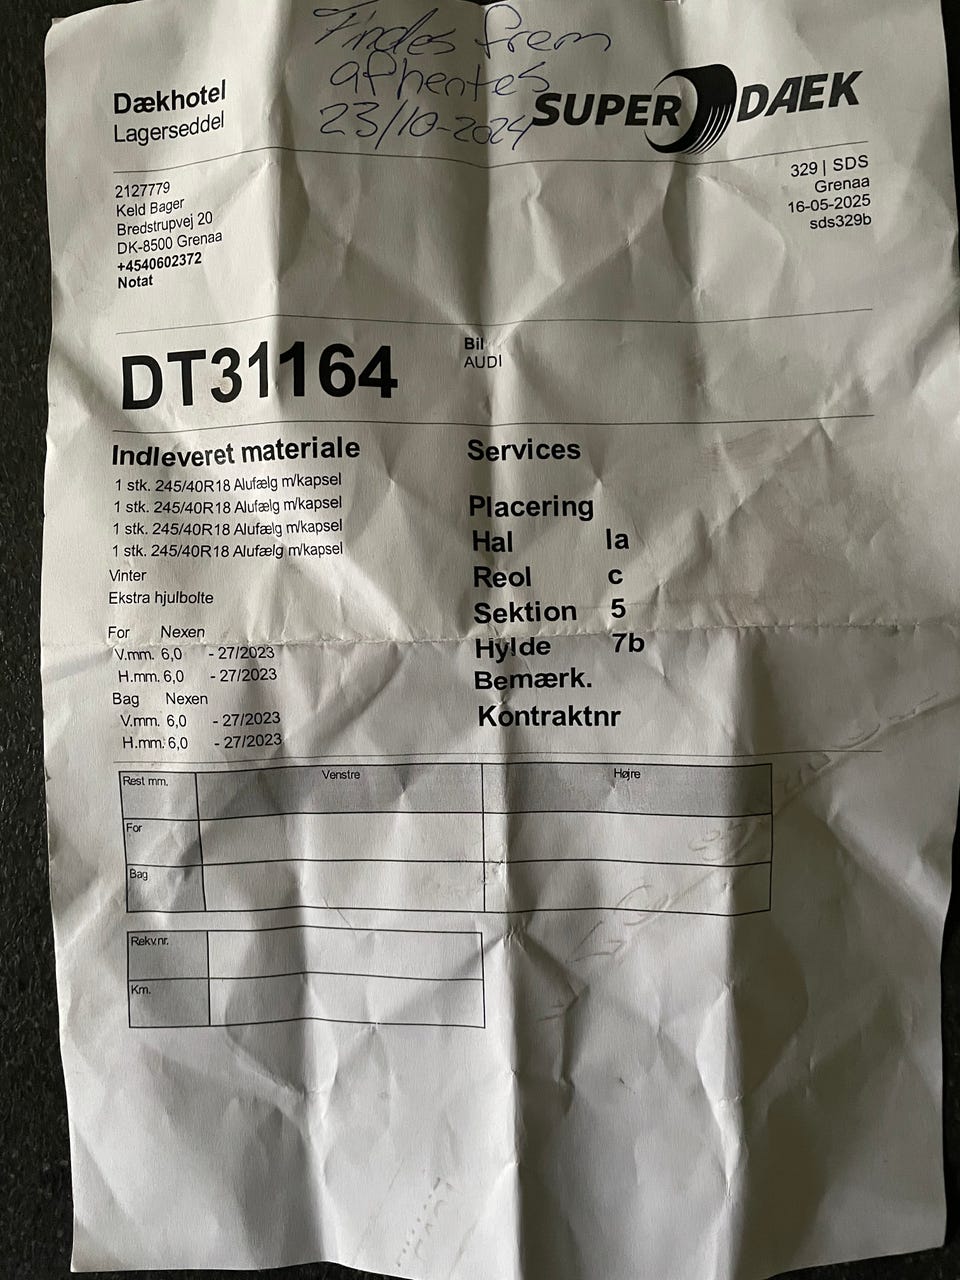 Findes frem
afhentes
23/10-2024
Dækhotel
Lagerseddel
SUPER DÆK
2127779
Keld Bager
Bredstrupvej 20
DK-8500 Grenaa
+4540602372
Notat
329 | SDS
Grenaa
16-05-2025
sds329b
DT31164
Bil
AUDI
Indleveret materiale
1 stk. 245/40R18 Alufælg m/kapsel
1 stk. 245/40R18 Alufælg m/kapsel
1 stk. 245/40R18 Alufælg m/kapsel
1 stk. 245/40R18 Alufælg m/kapsel
Vinter
Ekstra hjulbolte
For Nexen
V.mm. 6,0 - 27/2023
H.mm. 6,0 - 27/2023
Bag Nexen
V.mm. 6,0 - 27/2023
H.mm. 6,0 - 27/2023
Services
Placering
Hal la
Reol c
Sektion 5
Hylde 7b
Bemærk.
Kontraktnr
Rest mm. Venstre Højre
For
Bag
Rekv.nr.
Km.